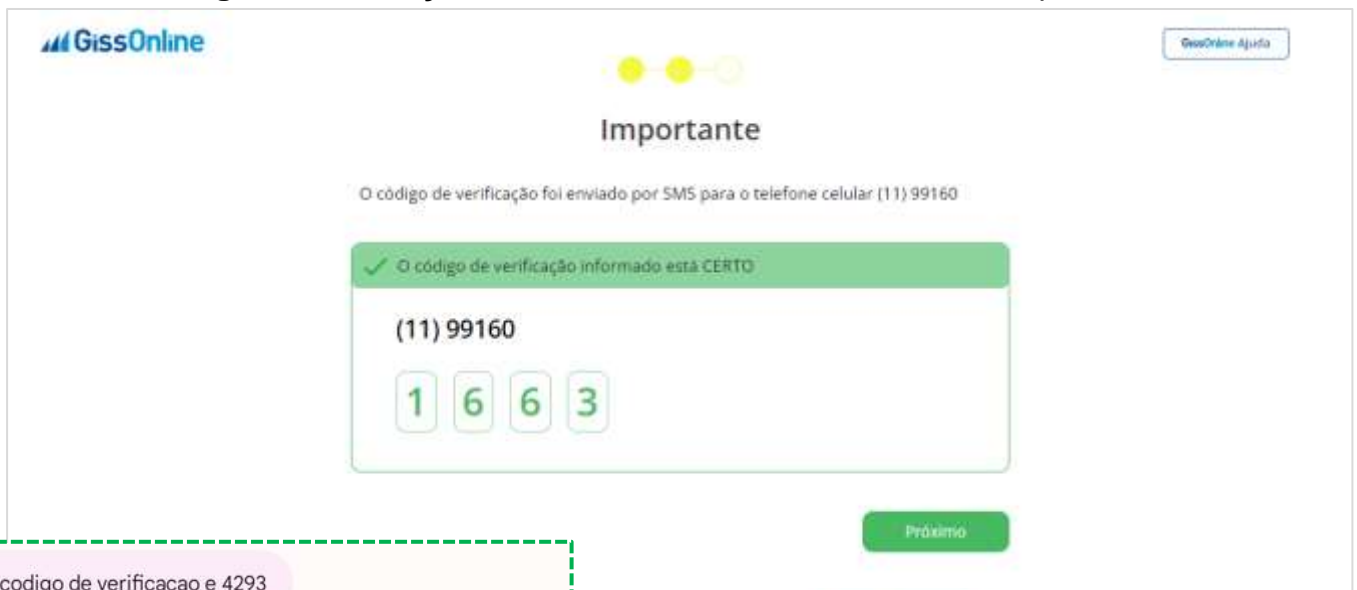 GissOnline
GissOnline Ajuda
Importante
O código de verificação foi enviado por SMS para o telefone celular (11) 99160
O código de verificação informado está CERTO
(11) 99160
1 6 6 3
Próximo
codigo de verificacao e 4293